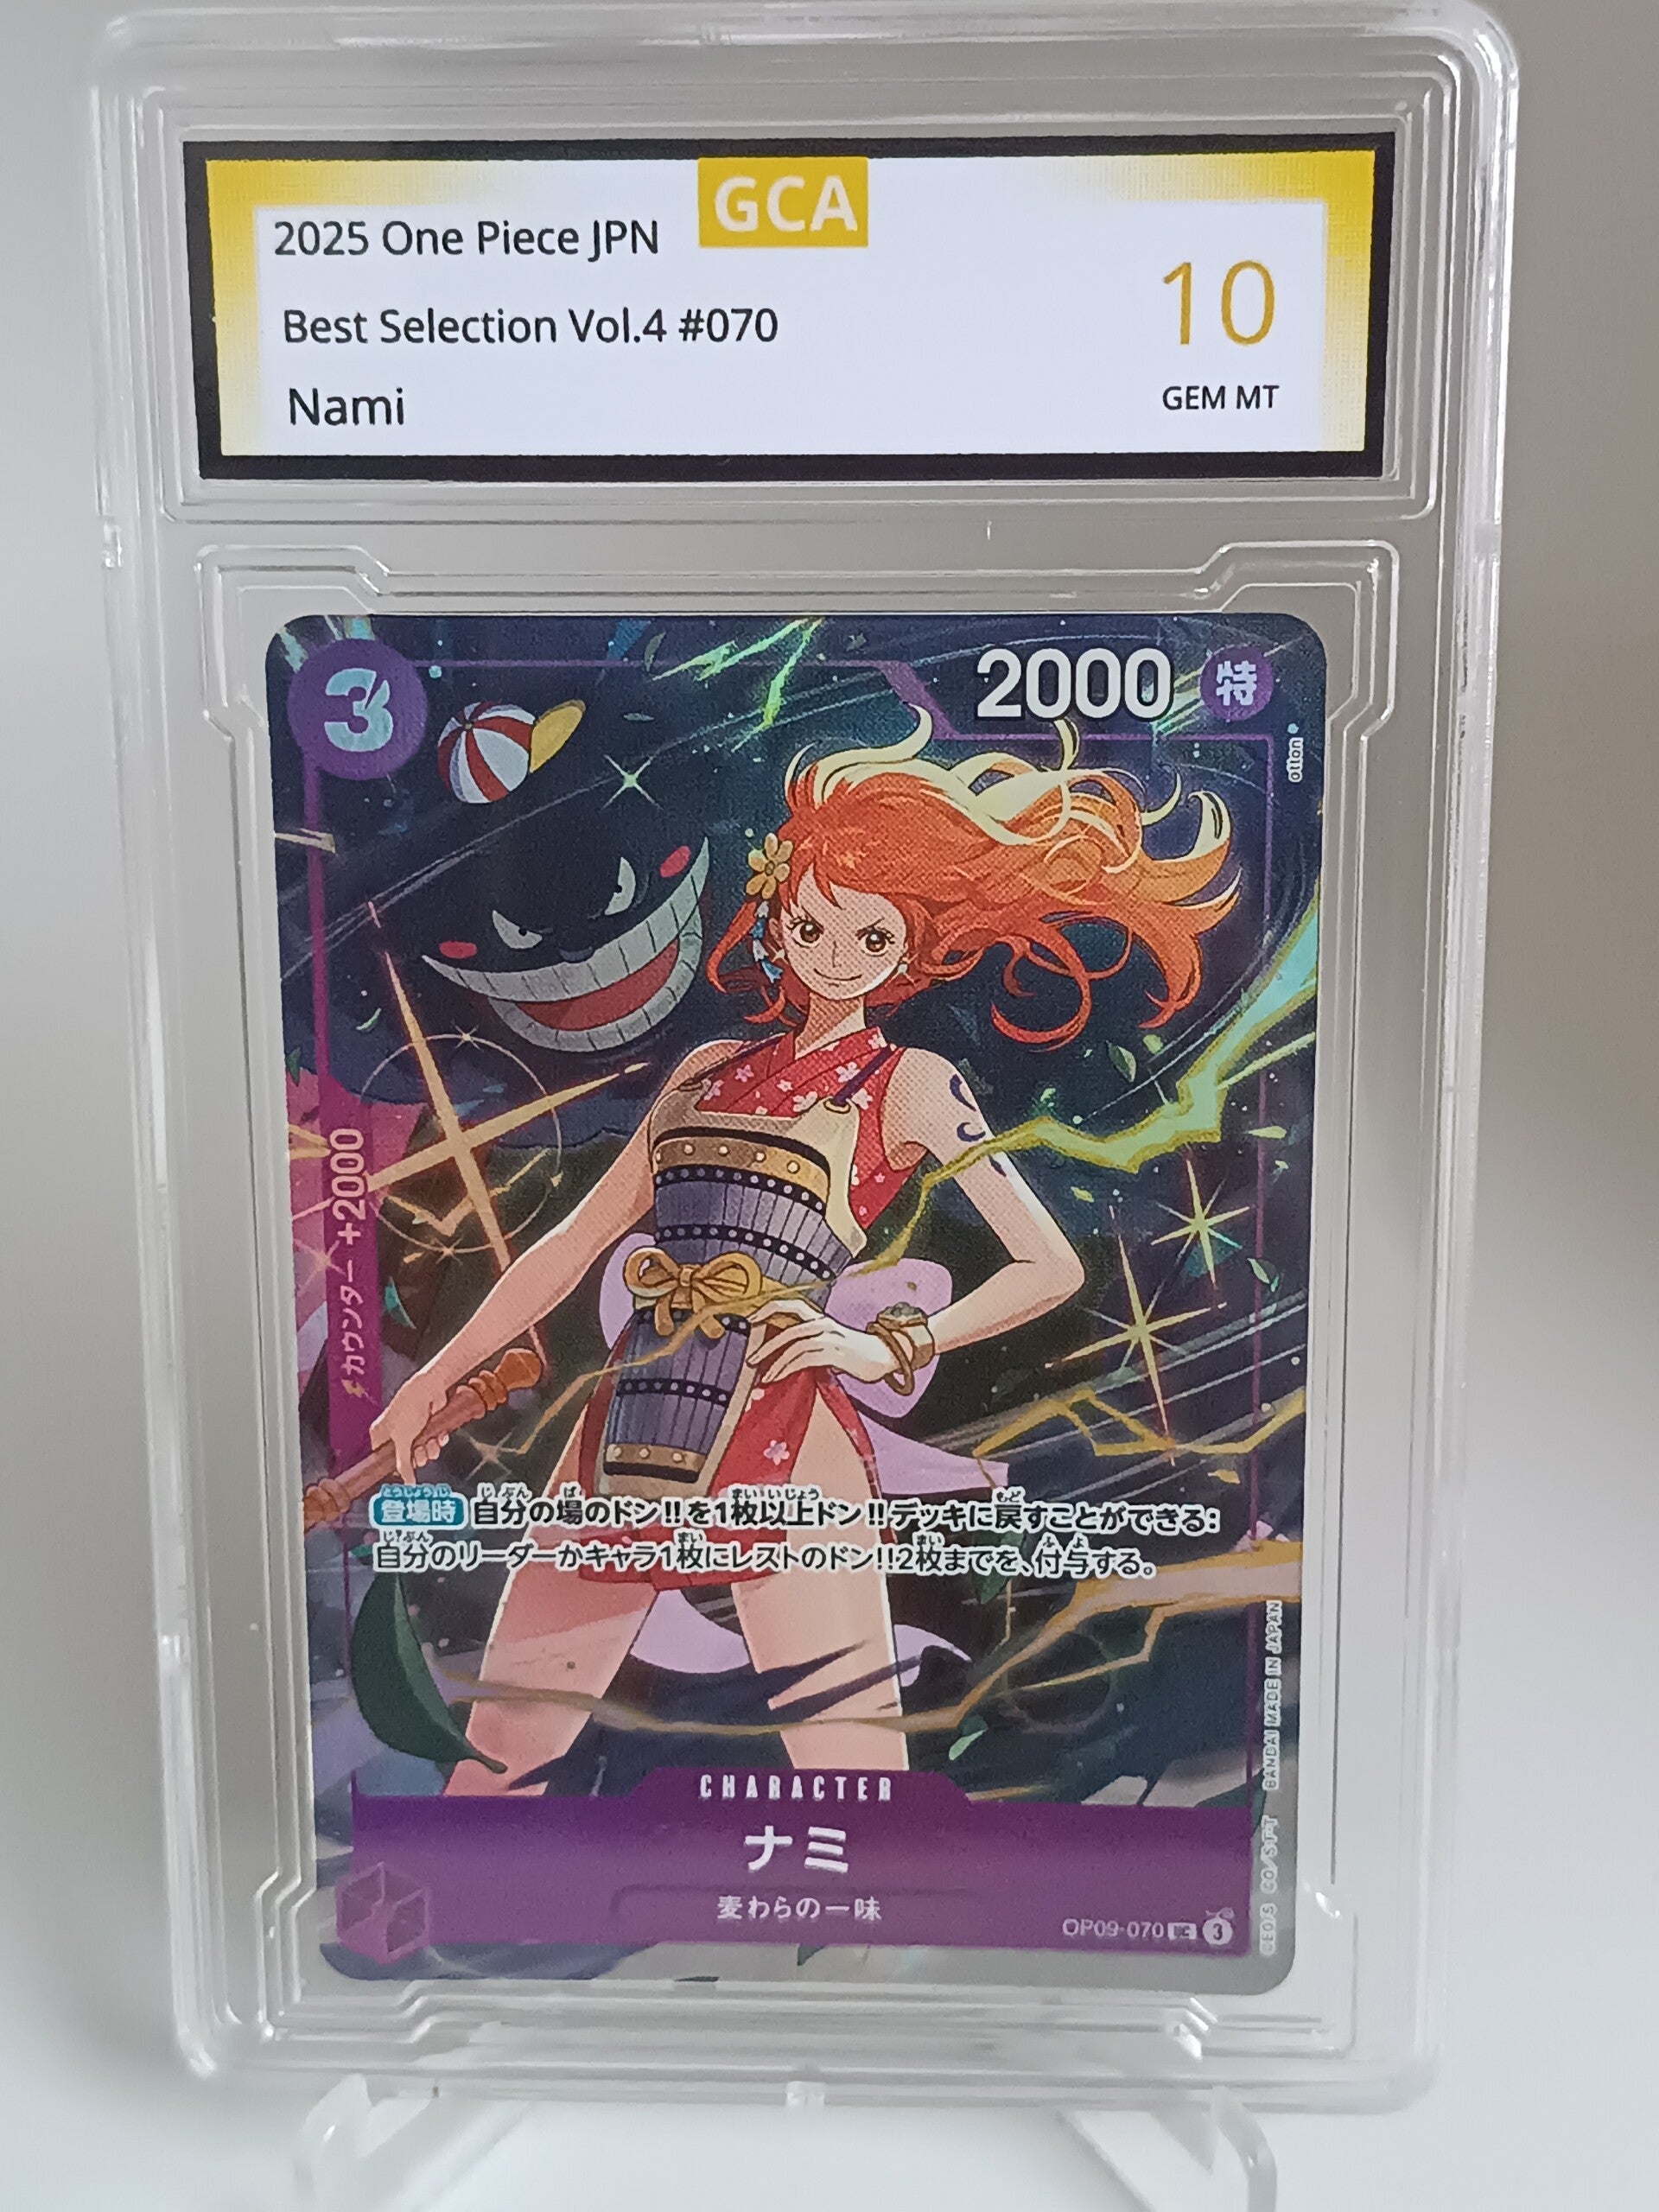 GCA
2025 One Piece JPN
Best Selection Vol.4 #070
Nami
10
GEM MT
3
2000
特
otton
カウンター +2000
登場時 自分の場のドン!!を1枚以上ドン!!デッキに戻すことができる:
自分のリーダーかキャラ1枚にレストのドン!!2枚までを、付与する。
BANDAI MADE IN JAPAN
CHARACTER
ナミ
麦わらの一味
OP09-070 UC 3